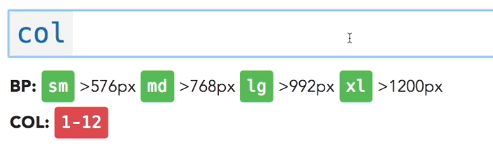 col
BP: sm >576px md >768px lg >992px xl >1200px
COL: 1-12